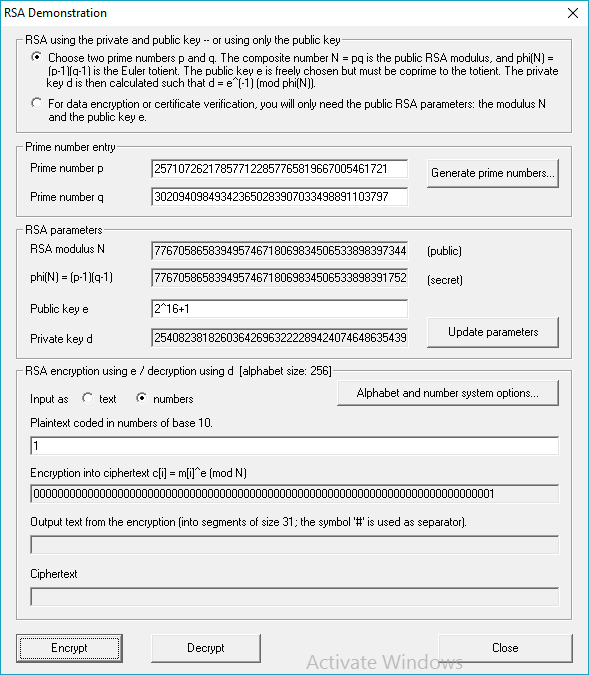 RSA Demonstration
RSA using the private and public key -- or using only the public key
Choose two prime numbers p and q. The composite number N = pq is the public RSA modulus, and phi(N) =
(p-1)(q-1) is the Euler totient. The public key e is freely chosen but must be coprime to the totient. The private
key d is then calculated such that d = e^(-1) (mod phi(N)).
For data encryption or certificate verification, you will only need the public RSA parameters: the modulus N
and the public key e.
Prime number entry
Prime number p 257107262178577122857765819667005461721 Generate prime numbers...
Prime number q 302094098493423650283907033498891103797
RSA parameters
RSA modulus N 776705865839495746718069834506533898397344 (public)
phi(N) = (p-1)(q-1) 776705865839495746718069834506533898391752 (secret)
Public key e 2^16+1
Private key d 254082381826036426963222289424074648635439 Update parameters
RSA encryption using e / decryption using d [alphabet size: 256]
Input as text numbers Alphabet and number system options...
Plaintext coded in numbers of base 10.
1
Encryption into ciphertext c[i] = m[i]^e (mod N)
00000000000000000000000000000000000000000000000000000000000000000000000000001
Output text from the encryption (into segments of size 31; the symbol '#' is used as separator).
Ciphertext
Encrypt Decrypt Close
Activate Windows